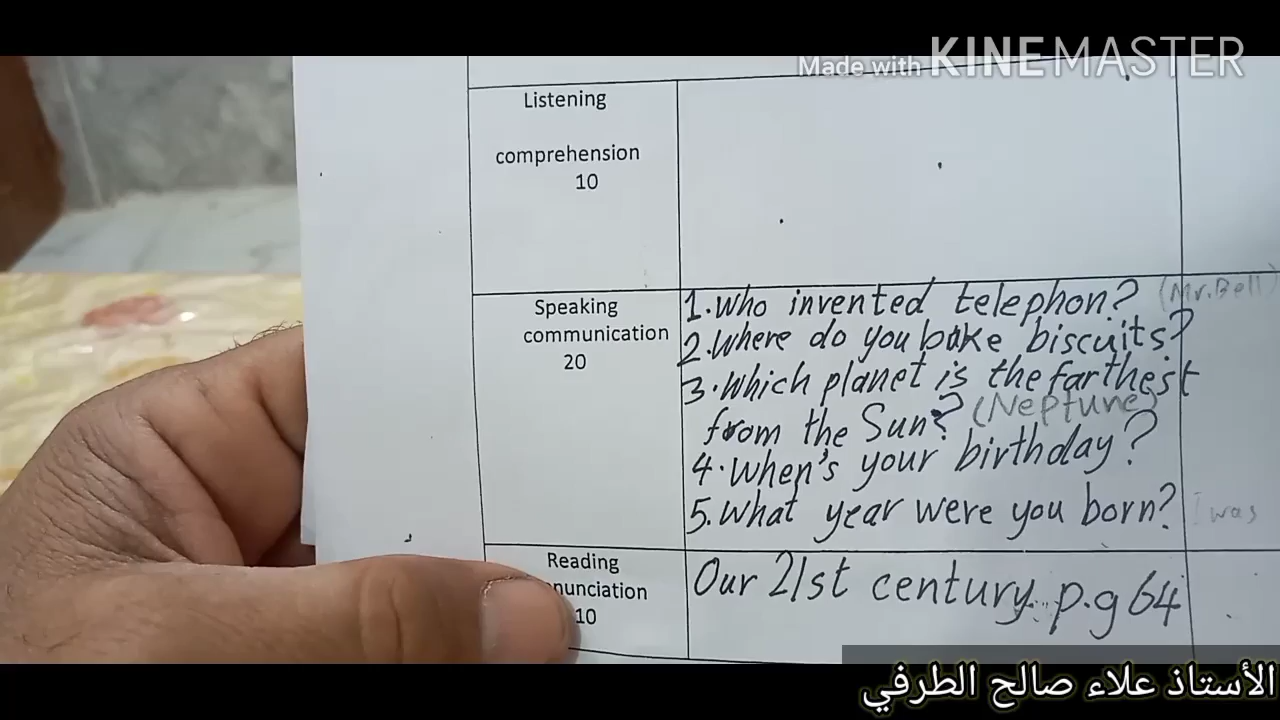 Made with KINEMASTER
Listening
comprehension
10
Speaking
communication
20
1. Who invented telephon? (Mr. Bell)
2. Where do you bake biscuits?
3. Which planet is the farthest
from the Sun? (Neptune)
4. When's your birthday?
5. What year were you born? I was
Reading
nunciation
10
Our 21st century p.g 64
الأستاذ علاء صالح الطرفي